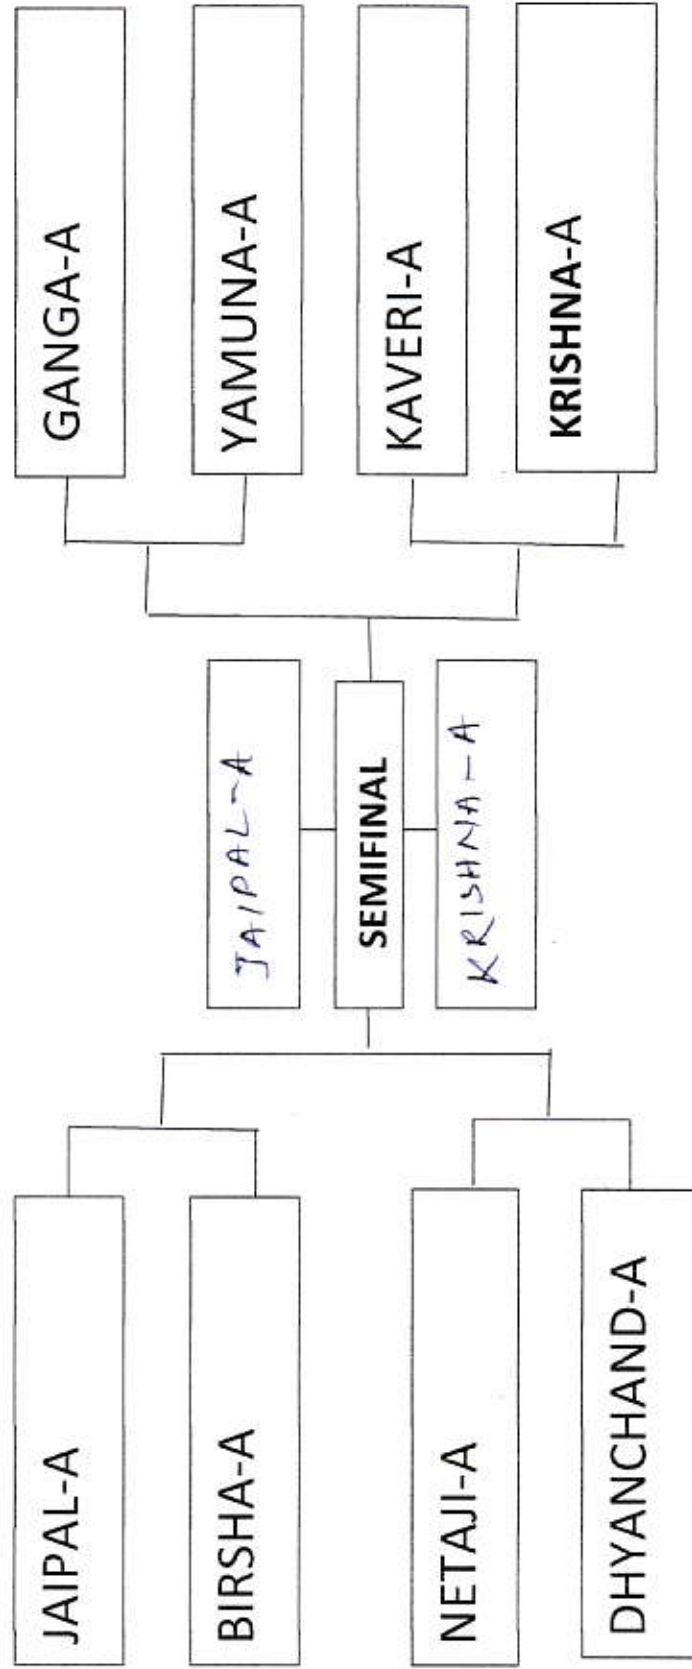 JAIPAL-A
BIRSHA-A
NETAJI-A
DHYANCHAND-A
JAIPAL-A
SEMIFINAL
KRISHNA-A
GANGA-A
YAMUNA-A
KAVERI-A
KRISHNA-A